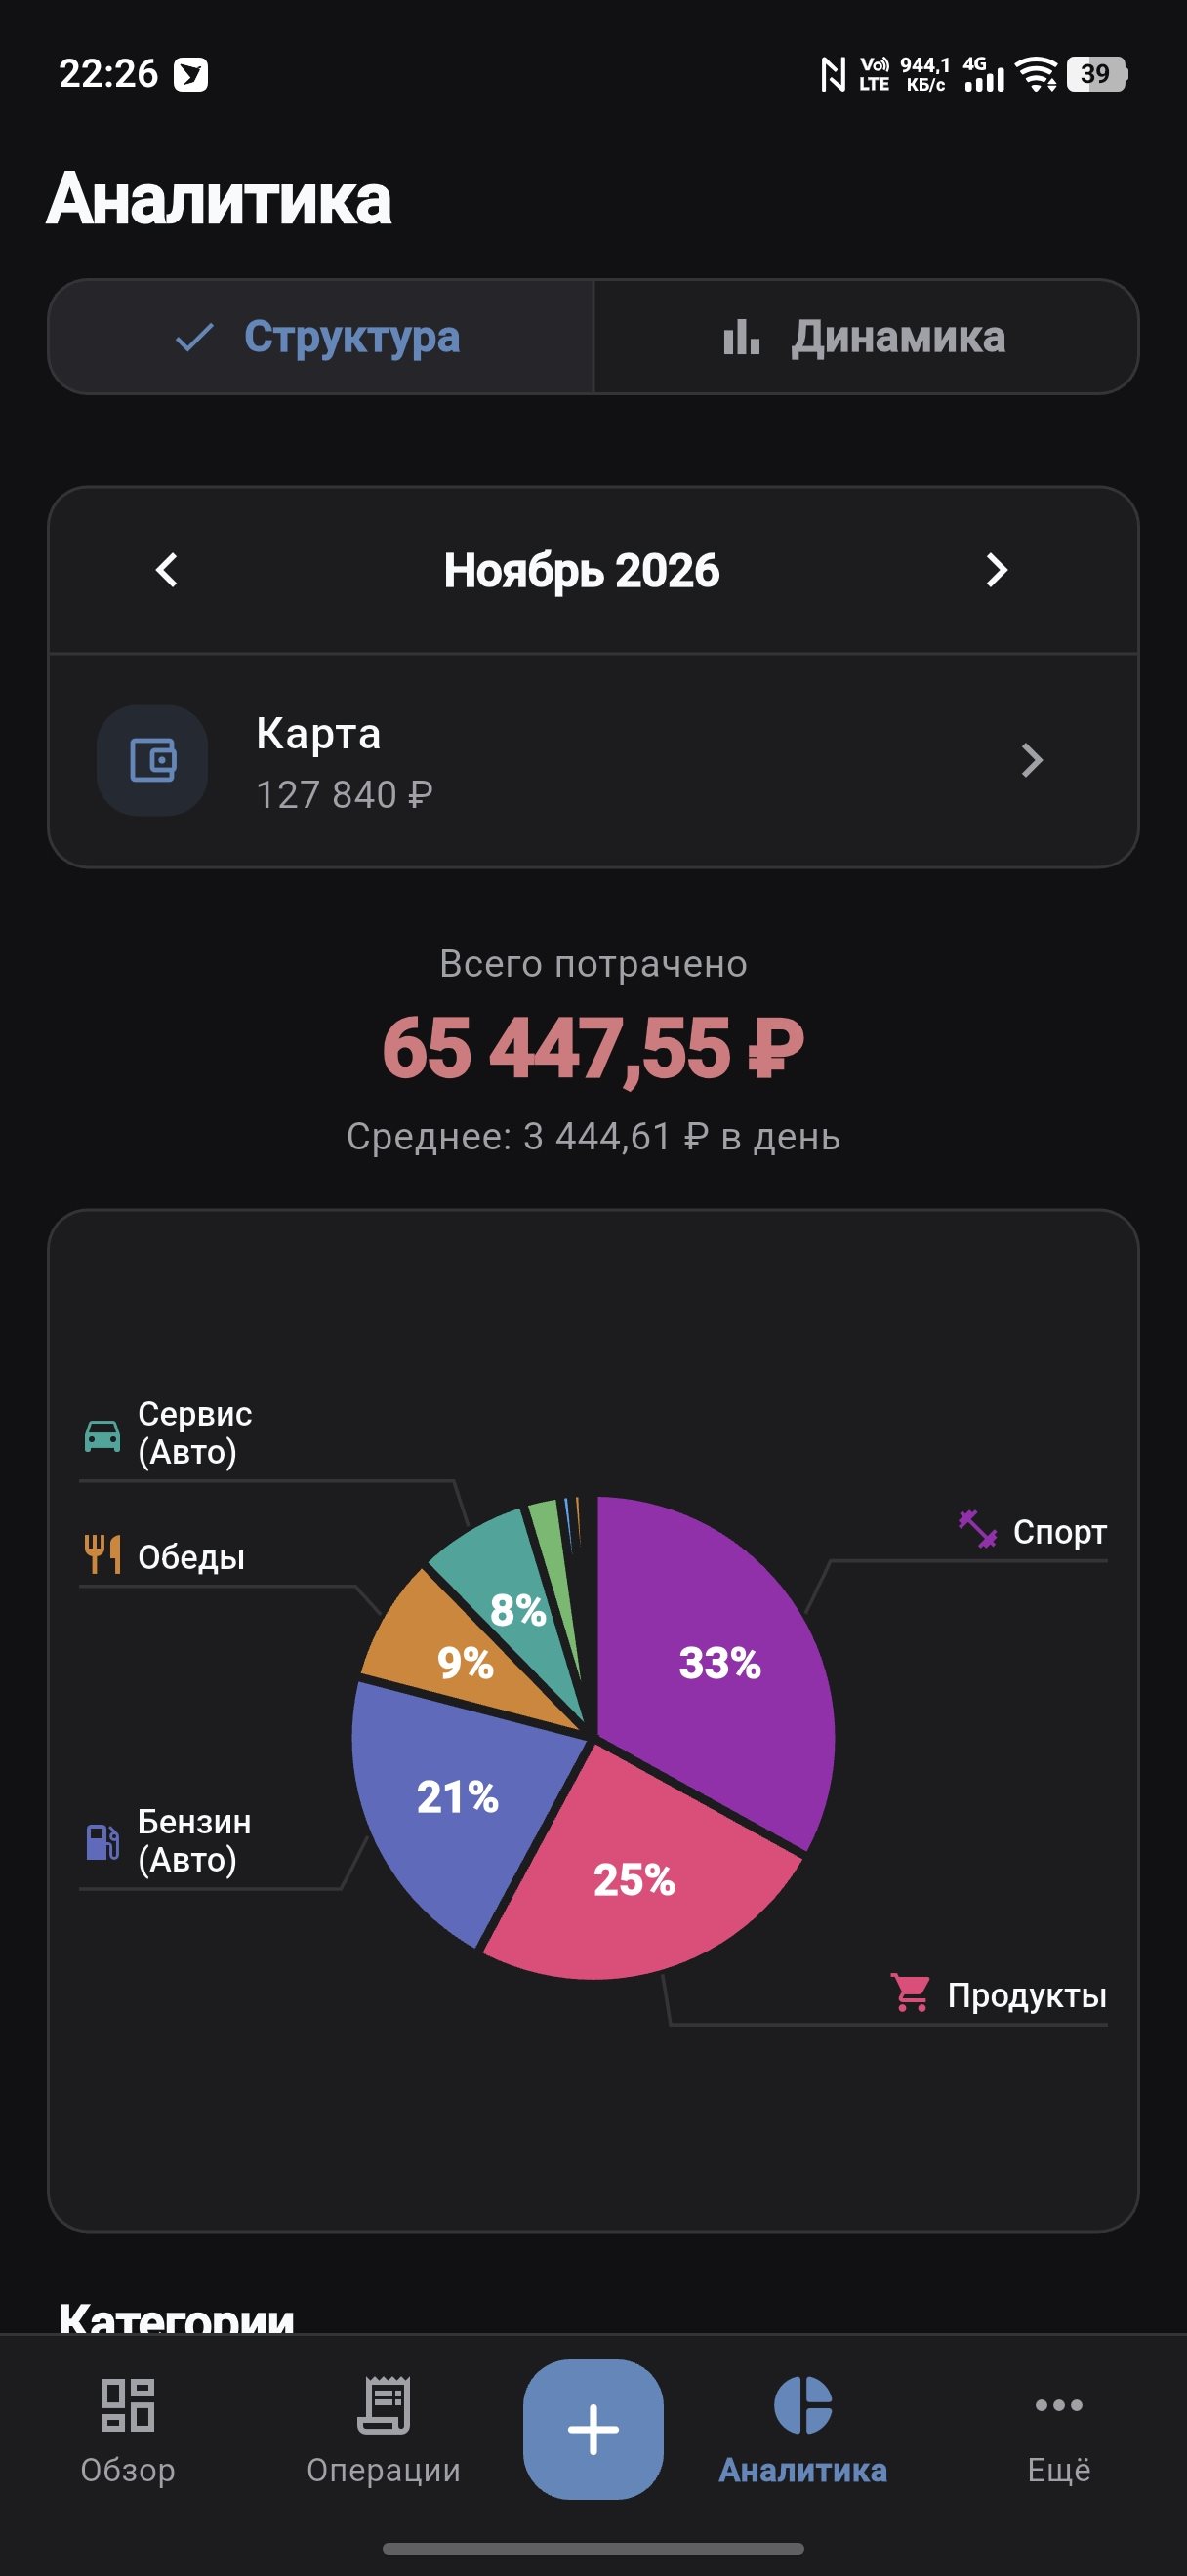 22:26
Vo)) LTE
944,1 КБ/с
4G
39
Аналитика
Структура
Динамика
Ноябрь 2026
Карта
127 840 ₽
Всего потрачено
65 447,55 ₽
Среднее: 3 444,61 ₽ в день
Сервис
(Авто)
Спорт
Обеды
8%
33%
9%
Бензин
(Авто)
21%
25%
Продукты
Категории
Обзор
Операции
Аналитика
Ещё